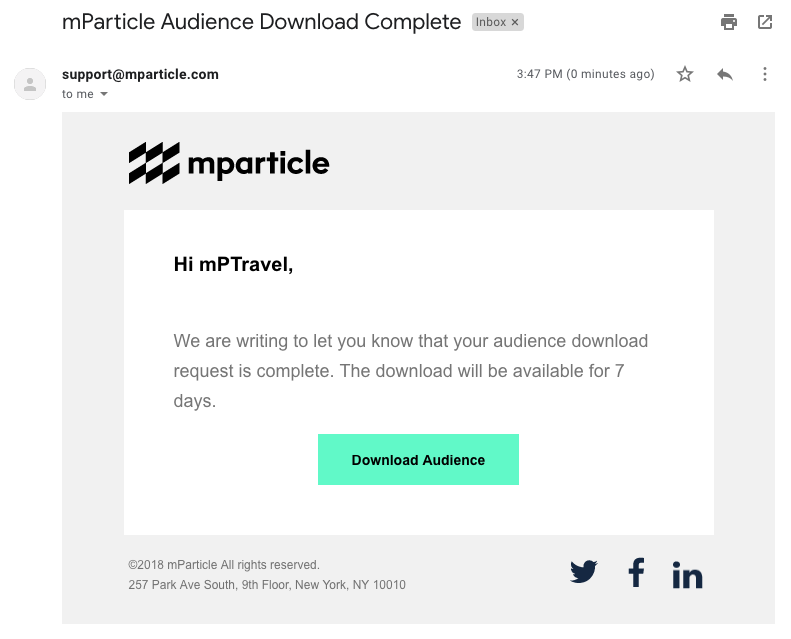 mParticle Audience Download Complete Inbox ×
support@mparticle.com 3:47 PM (0 minutes ago)
to me
mparticle
Hi mPTravel,
We are writing to let you know that your audience download
request is complete. The download will be available for 7
days.
Download Audience
©2018 mParticle All rights reserved.
257 Park Ave South, 9th Floor, New York, NY 10010